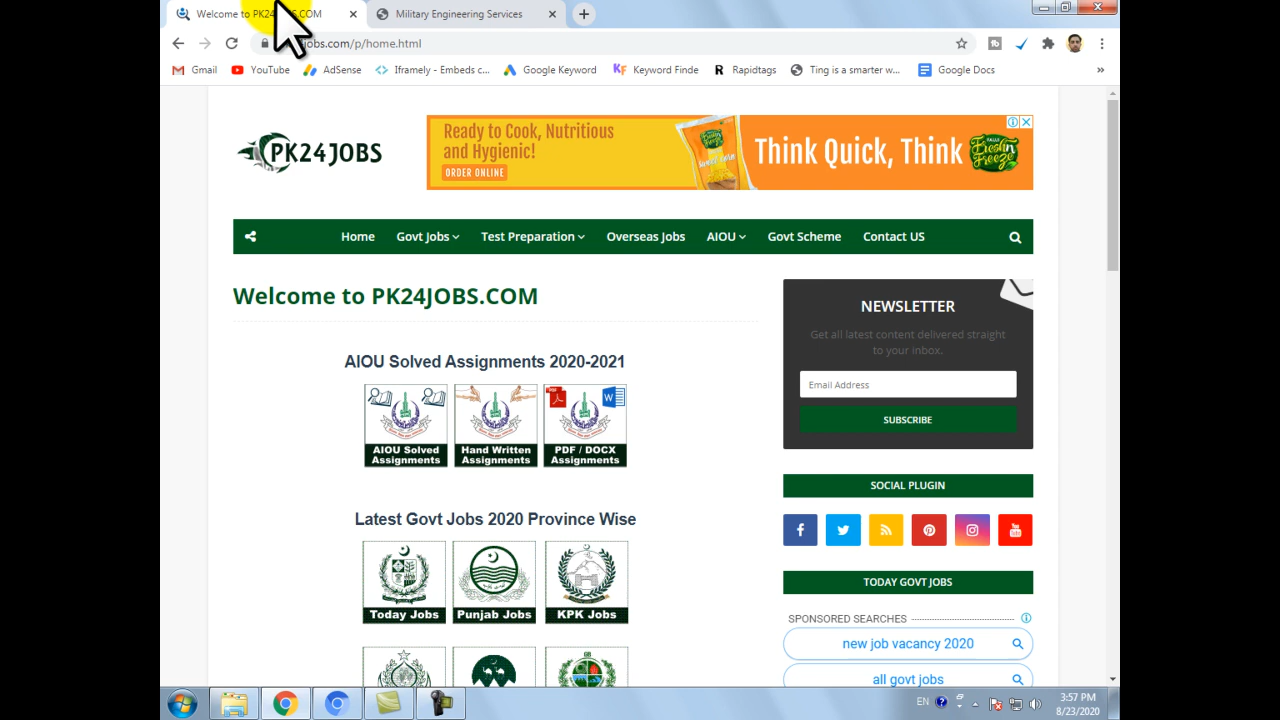 Welcome to PK24 .COM
Military Engineering Services
jobs.com/p/home.html
Gmail
YouTube
AdSense
Iframely - Embeds c...
Google Keyword
Keyword Finde
Rapidtags
Ting is a smarter w...
Google Docs
»
PK24JOBS
Ready to Cook, Nutritious
and Hygienic!
ORDER ONLINE
Think Quick, Think
Fresh n
Freeze
Home
Govt Jobs
Test Preparation
Overseas Jobs
AIOU
Govt Scheme
Contact US
Welcome to PK24JOBS.COM
AIOU Solved Assignments 2020-2021
AIOU Solved
Assignments
Hand Written
Assignments
PDF / DOCX
Assignments
Latest Govt Jobs 2020 Province Wise
Today Jobs
Punjab Jobs
KPK Jobs
NEWSLETTER
Get all latest content delivered straight
to your inbox.
Email Address
SUBSCRIBE
SOCIAL PLUGIN
TODAY GOVT JOBS
SPONSORED SEARCHES
new job vacancy 2020
all govt jobs
EN
3:57 PM
8/23/2020